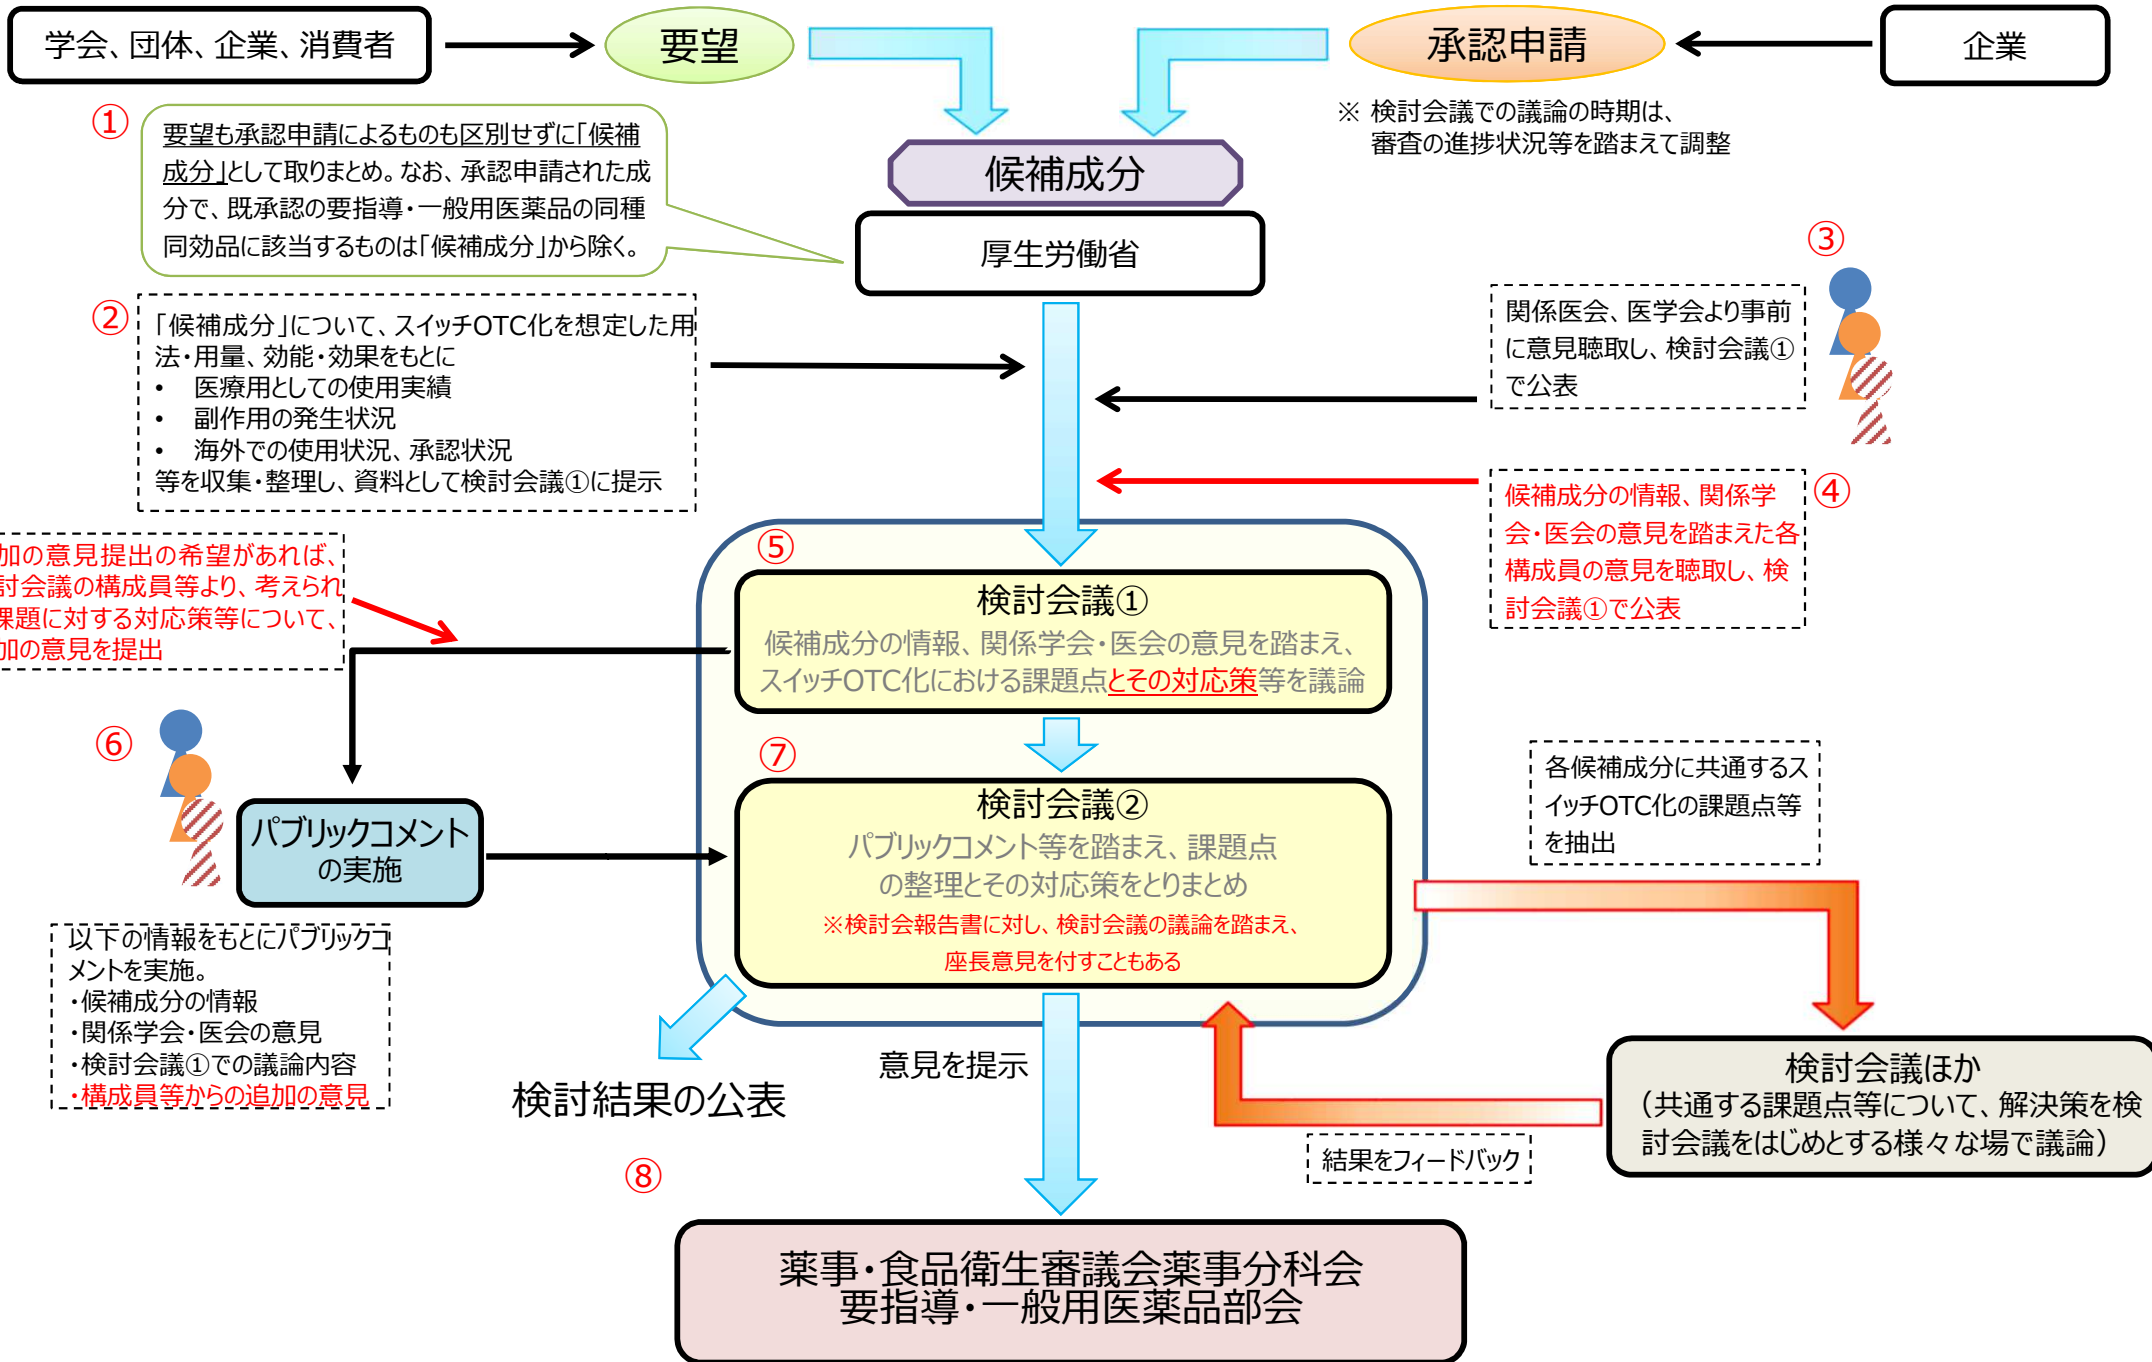 学会、団体、企業、消費者
要望
承認申請
企業
※ 検討会議での議論の時期は、
審査の進捗状況等を踏まえて調整
①
要望も承認申請によるものも区別せずに「候補
成分」として取りまとめ。なお、承認申請された成
分で、既承認の要指導・一般用医薬品の同種
同効品に該当するものは「候補成分」から除く。
候補成分
厚生労働省
②
「候補成分」について、スイッチOTC化を想定した用
法・用量、効能・効果をもとに
• 医療用としての使用実績
• 副作用の発生状況
• 海外での使用状況、承認状況
等を収集・整理し、資料として検討会議①に提示
③
関係医会、医学会より事前
に意見聴取し、検討会議①
で公表
④
候補成分の情報、関係学
会・医会の意見を踏まえた各
構成員の意見を聴取し、検
討会議①で公表
加の意見提出の希望があれば、
討会議の構成員等より、考えられ
課題に対する対応策等について、
加の意見を提出
⑤
検討会議①
候補成分の情報、関係学会・医会の意見を踏まえ、
スイッチOTC化における課題点とその対応策等を議論
⑥
パブリックコメント
の実施
⑦
検討会議②
パブリックコメント等を踏まえ、課題点
の整理とその対応策をとりまとめ
※検討会報告書に対し、検討会議の議論を踏まえ、
座長意見を付すこともある
各候補成分に共通するス
イッチOTC化の課題点等
を抽出
以下の情報をもとにパブリックコ
メントを実施。
・候補成分の情報
・関係学会・医会の意見
・検討会議①での議論内容
・構成員等からの追加の意見
検討結果の公表
意見を提示
検討会議ほか
（共通する課題点等について、解決策を検
討会議をはじめとする様々な場で議論）
結果をフィードバック
⑧
薬事・食品衛生審議会薬事分科会
要指導・一般用医薬品部会